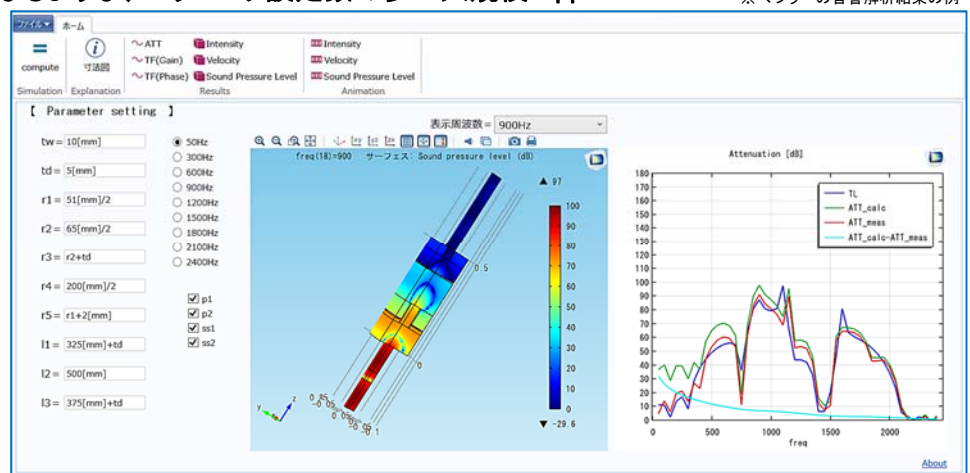 ファイル▼ ホーム
= compute
i 寸法図
ATT Intensity Intensity
TF(Gain) Velocity Velocity
TF(Phase) Sound Pressure Level Sound Pressure Level
Simulation Explanation Results Animation
【 Parameter setting 】
表示周波数= 900Hz
tw= 10[mm]
td= 5[mm]
r1= 51[mm]/2
r2= 65[mm]/2
r3= r2+td
r4= 200[mm]/2
r5= r1+2[mm]
l1= 325[mm]+td
l2= 500[mm]
l3= 375[mm]+td
50Hz
300Hz
600Hz
900Hz
1200Hz
1500Hz
1800Hz
2100Hz
2400Hz
p1
p2
ss1
ss2
freq(18)=900 サーフェス: Sound pressure level (dB)
▲ 97
100
90
80
70
60
50
40
30
20
10
0
▼ -29.6
0.5
0
y z
Attenuation [dB]
180
170
160
150
140
130
120
110
100
90
80
70
60
50
40
30
20
10
0
TL
ATT_calc
ATT_meas
ATT_calc-ATT_meas
0 500 1000 1500 2000
freq
About